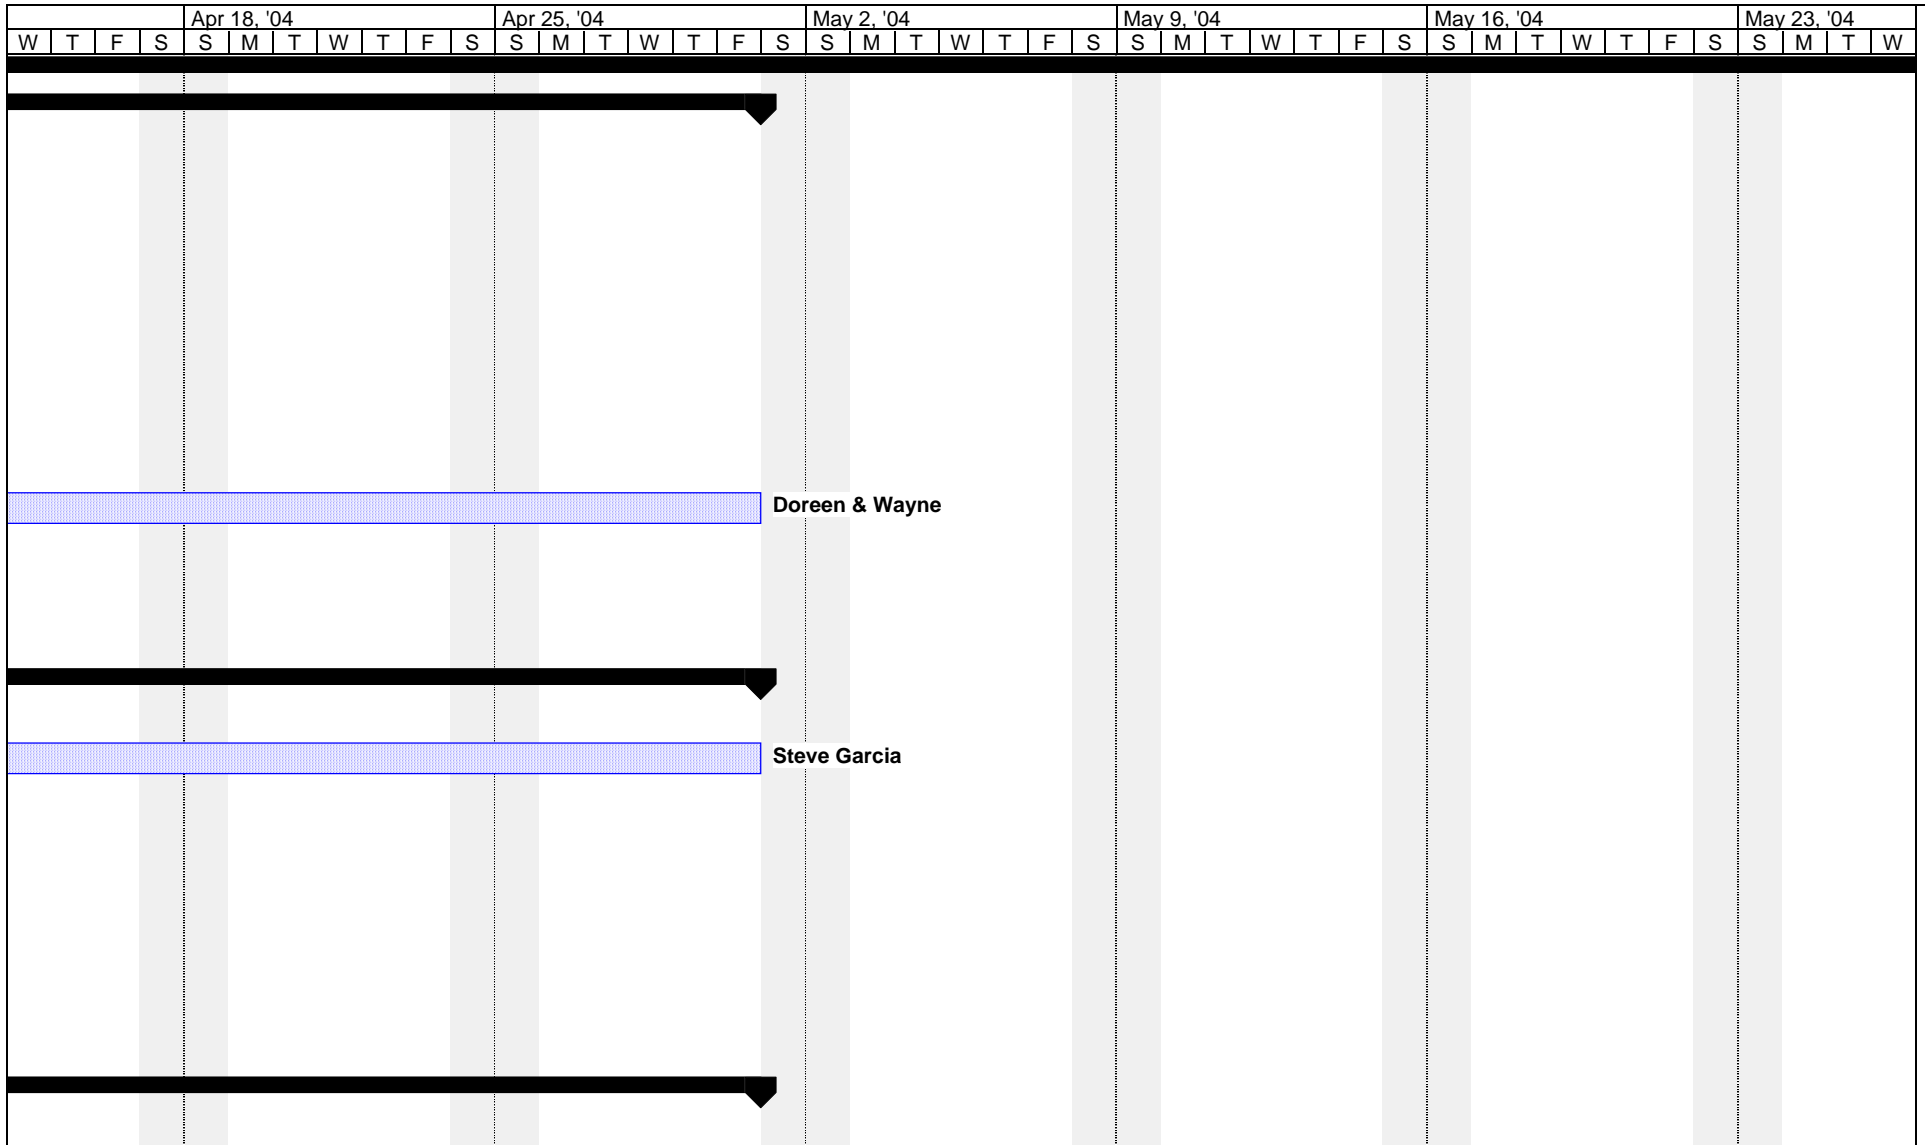 Apr 18, '04 Apr 25, '04 May 2, '04 May 9, '04 May 16, '04 May 23, '04
W T F S S M T W T F S S M T W T F S S M T W T F S S M T W T F S S M T W T F S S M T W
Doreen & Wayne
Steve Garcia